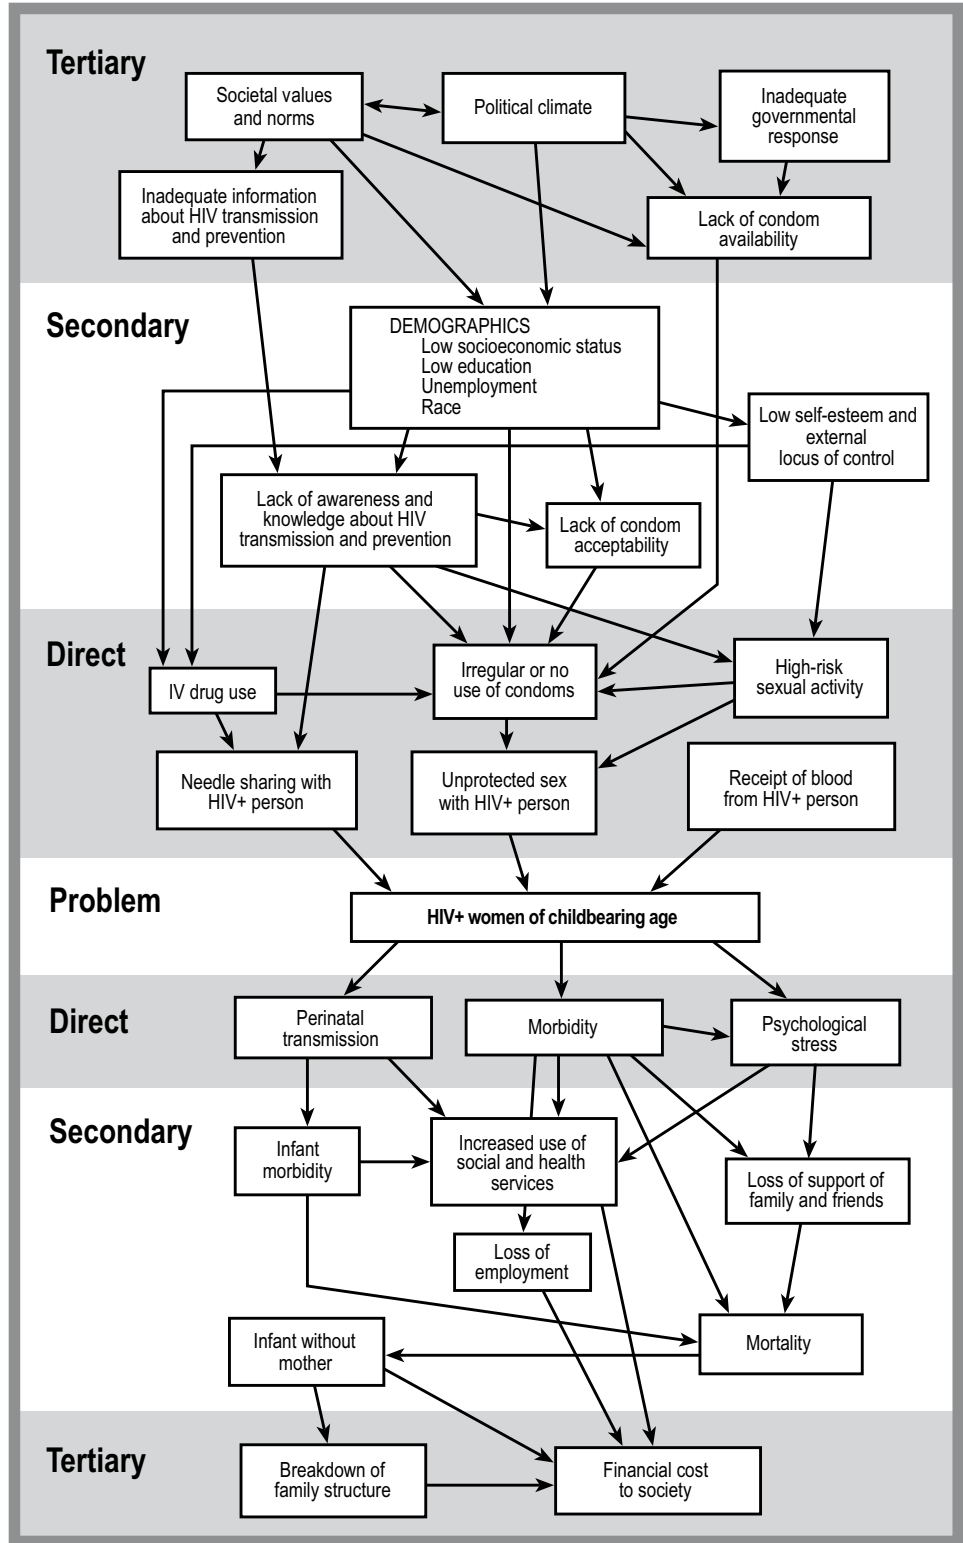 Tertiary
Societal values
and norms
Political climate
Inadequate
governmental
response
Inadequate information
about HIV transmission
and prevention
Lack of condom
availability
Secondary
DEMOGRAPHICS
Low socioeconomic status
Low education
Unemployment
Race
Low self-esteem and
external
locus of control
Lack of awareness and
knowledge about HIV
transmission and prevention
Lack of condom
acceptability
Direct
IV drug use
Irregular or no
use of condoms
High-risk
sexual activity
Needle sharing with
HIV+ person
Unprotected sex
with HIV+ person
Receipt of blood
from HIV+ person
Problem
HIV+ women of childbearing age
Direct
Perinatal
transmission
Morbidity
Psychological
stress
Secondary
Infant
morbidity
Increased use of
social and health
services
Loss of support of
family and friends
Loss of
employment
Infant without
mother
Mortality
Tertiary
Breakdown of
family structure
Financial cost
to society